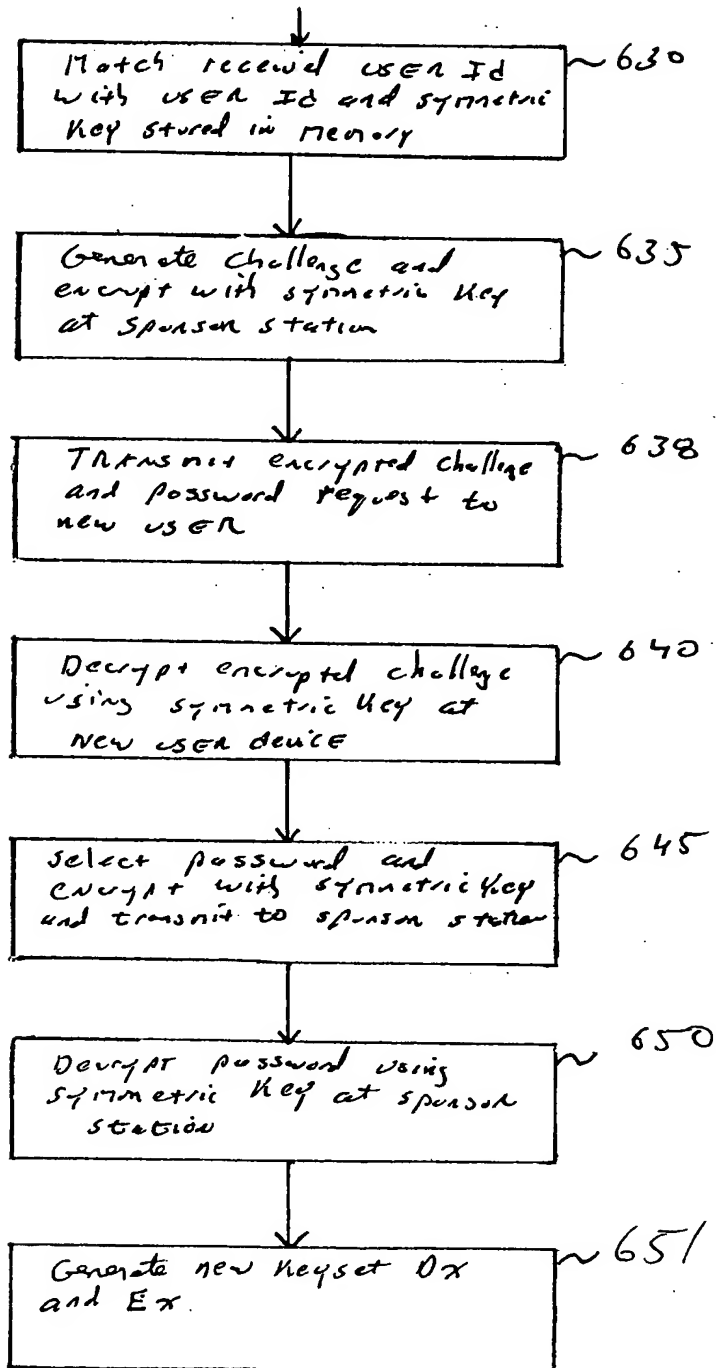 Match received USER Id
630
with USER Id and symmetric
Key stored in memory
Generate challenge and
635
encrypt with symmetric Key
at sponsor station
TRAnsmit encrypted challenge
638
and password request to
new USER
Decrypt encrypted challenge
640
using symmetric Key at
New USER device
Select password and
645
encrypt with symmetric Key
and transmit to sponsor station
Decrypt password using
650
symmetric Key at sponsor
station
Generate new Keyset Dx
651
and Ex.